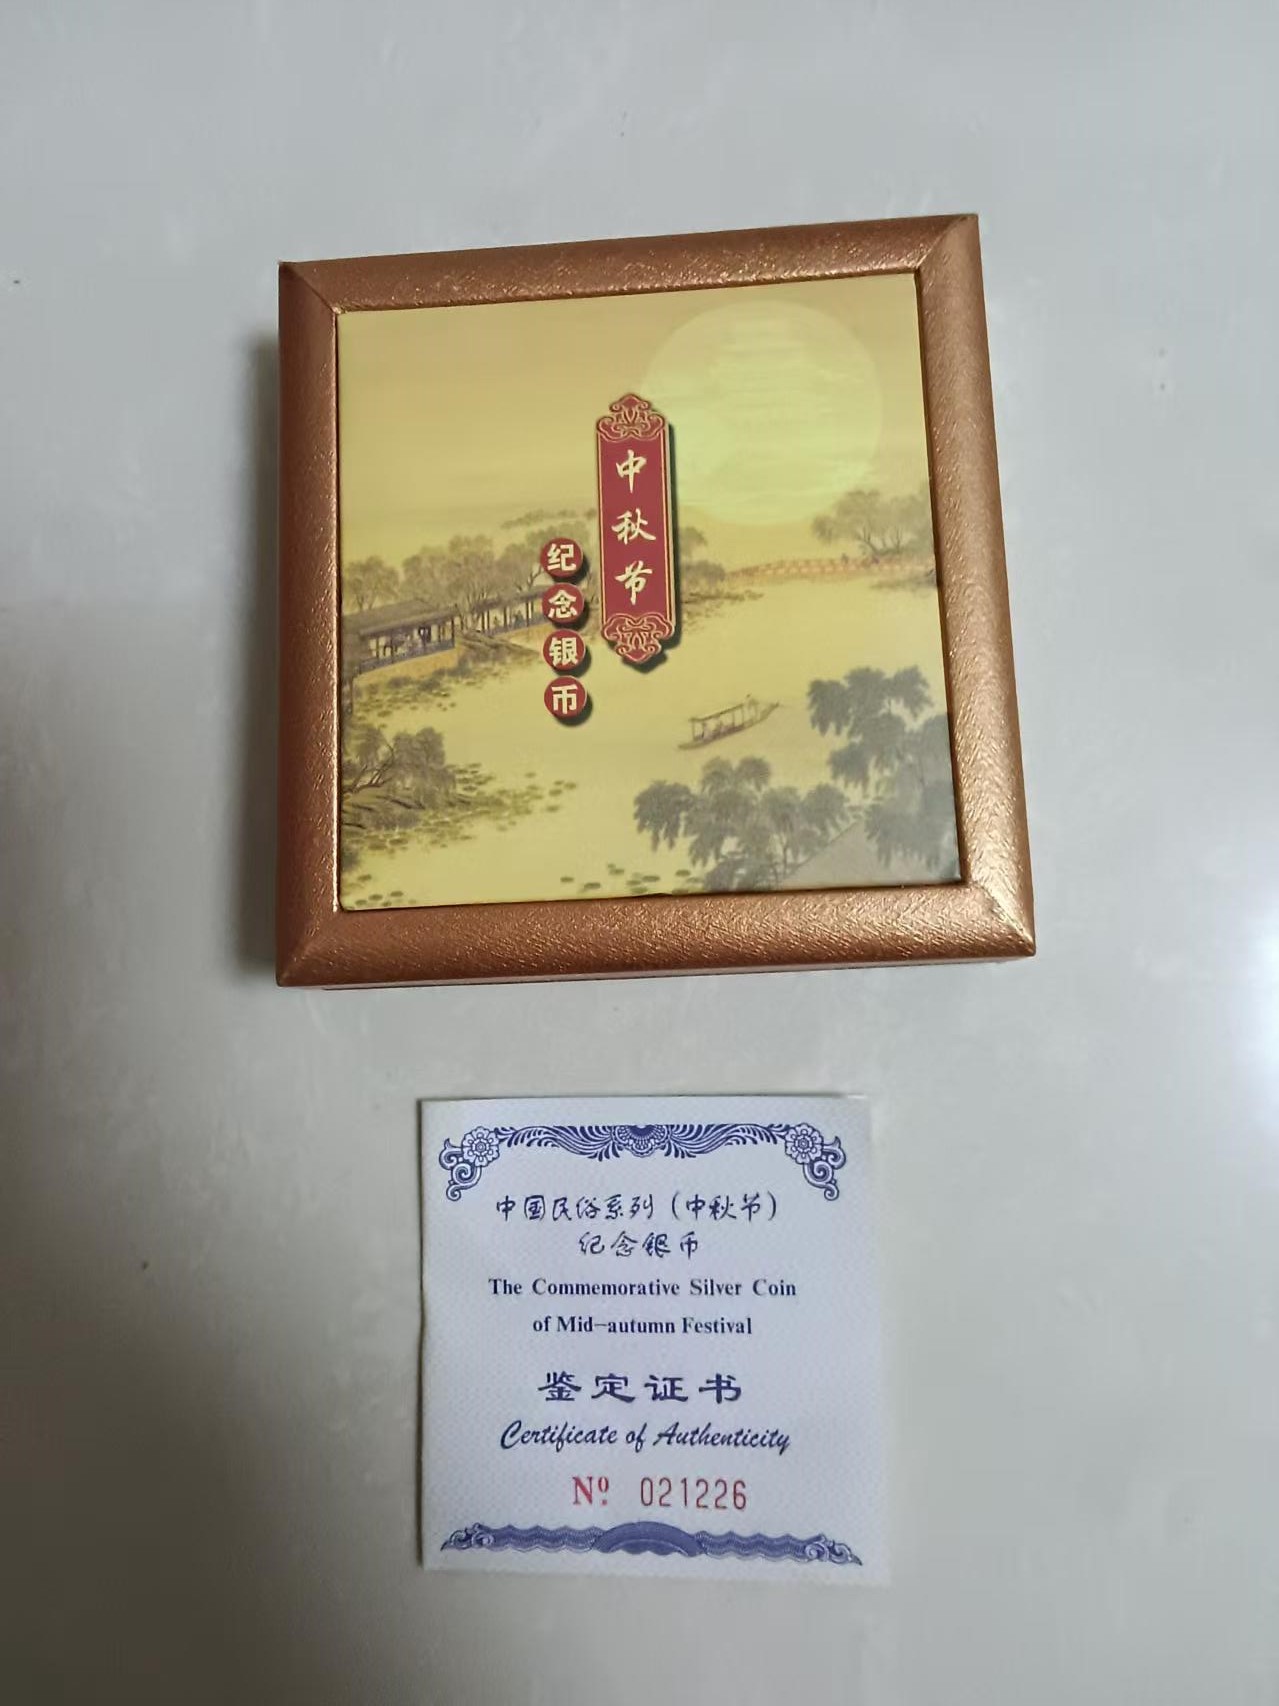 中秋节
纪念银币
中国民俗系列（中秋节）
纪念银币
The Commemorative Silver Coin
of Mid-autumn Festival
鉴定证书
Certificate of Authenticity
Nº. 021226